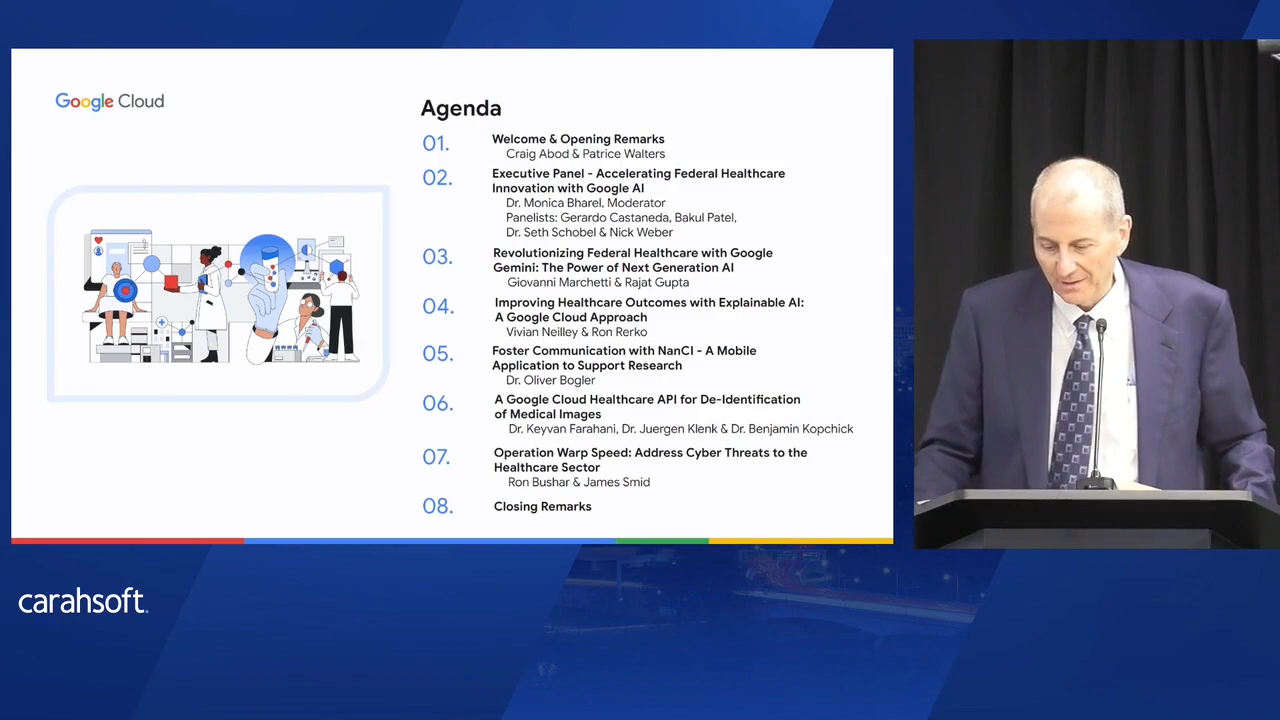 Google Cloud
Agenda
01.
Welcome & Opening Remarks
Craig Abod & Patrice Walters
02.
Executive Panel - Accelerating Federal Healthcare
Innovation with Google AI
Dr. Monica Bharel, Moderator
Panelists: Gerardo Castaneda, Bakul Patel,
Dr. Seth Schobel & Nick Weber
03.
Revolutionizing Federal Healthcare with Google
Gemini: The Power of Next Generation AI
Giovanni Marchetti & Rajat Gupta
04.
Improving Healthcare Outcomes with Explainable AI:
A Google Cloud Approach
Vivian Neilley & Ron Rerko
05.
Foster Communication with NanCI - A Mobile
Application to Support Research
Dr. Oliver Bogler
06.
A Google Cloud Healthcare API for De-Identification
of Medical Images
Dr. Keyvan Farahani, Dr. Juergen Klenk & Dr. Benjamin Kopchick
07.
Operation Warp Speed: Address Cyber Threats to the
Healthcare Sector
Ron Bushar & James Smid
08.
Closing Remarks
carahsoft.